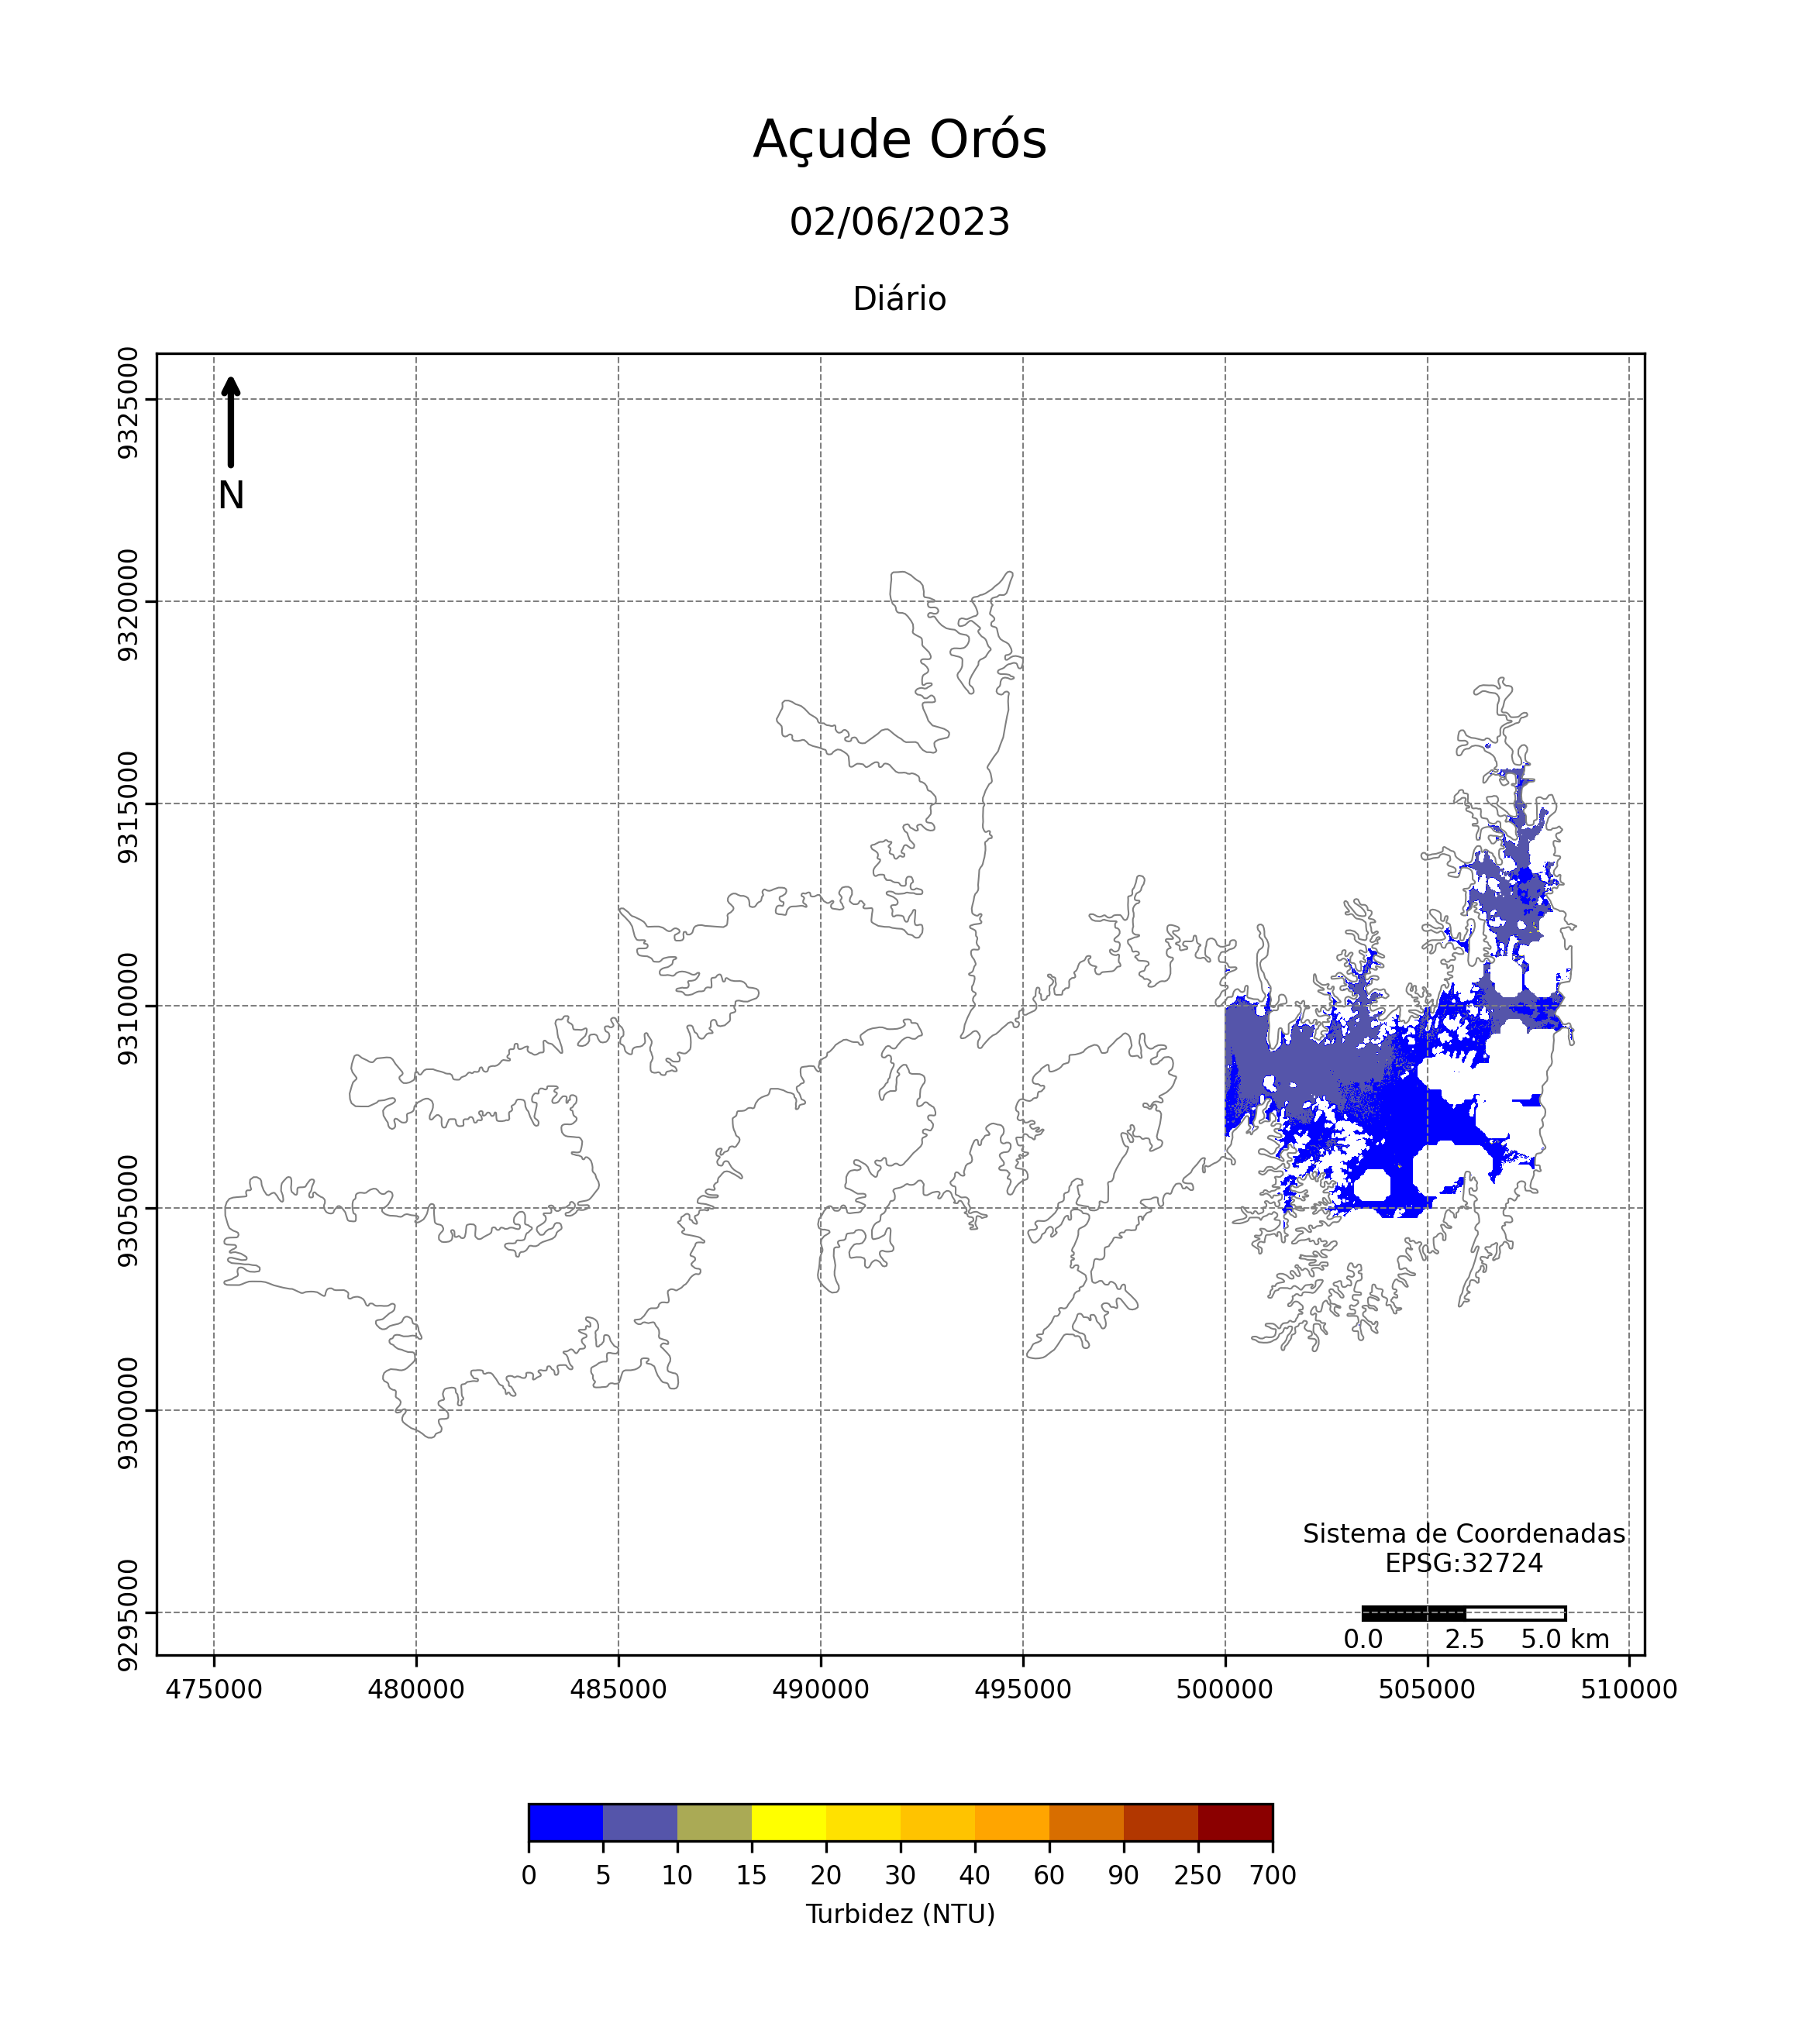 Açude Orós
02/06/2023
Diário
9325000
9320000
9315000
9310000
9305000
9300000
9295000
N
Sistema de Coordenadas
EPSG:32724
0.0 2.5 5.0 km
475000 480000 485000 490000 495000 500000 505000 510000
0 5 10 15 20 30 40 60 90 250 700
Turbidez (NTU)